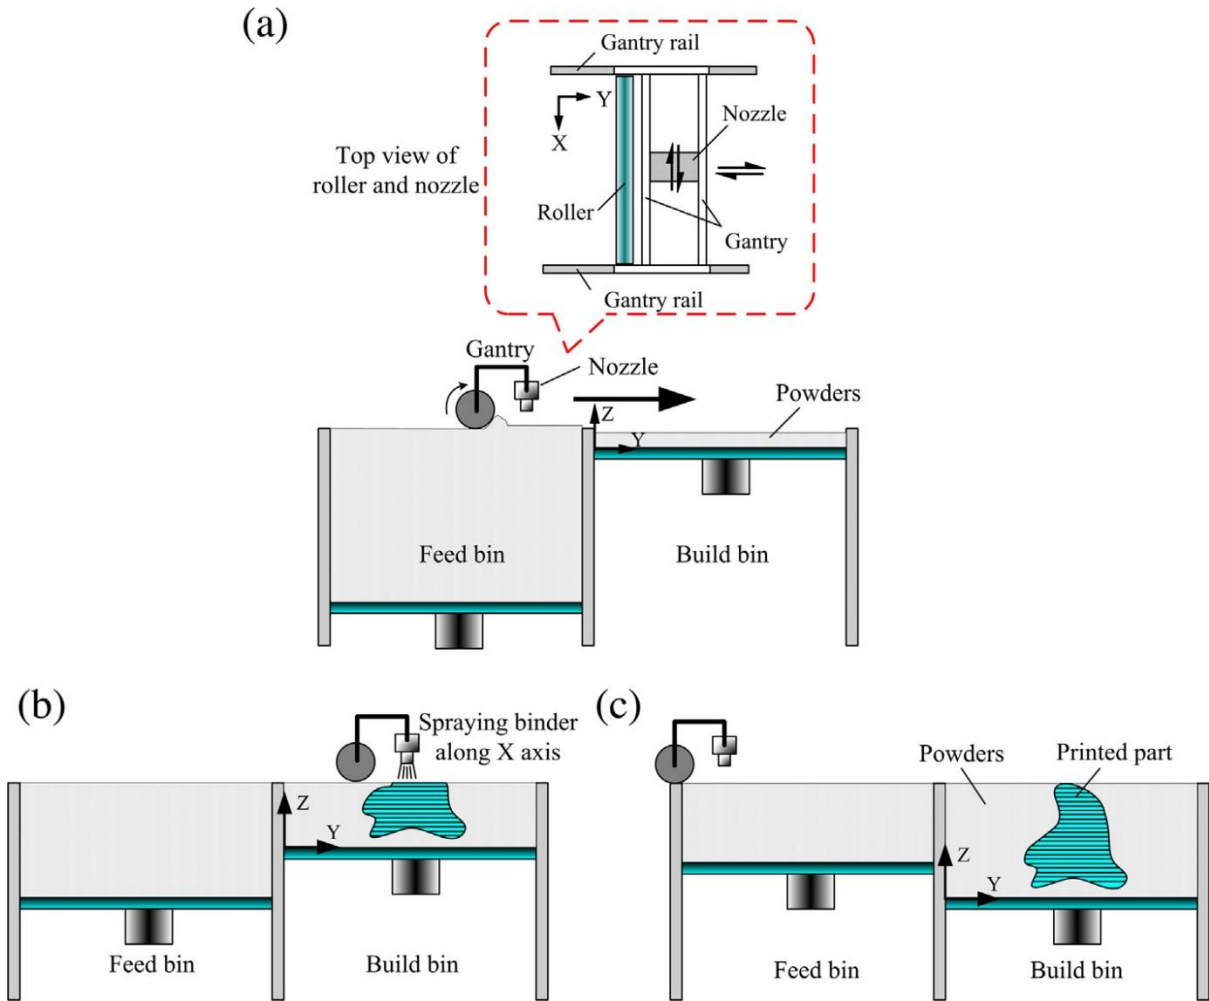 (a)
Gantry rail
Y
X
Nozzle
Top view of
roller and nozzle
Roller
Gantry
Gantry rail
Gantry
Nozzle
Powders
Z
Y
Feed bin
Build bin
(b)
Spraying binder
along X axis
Z
Y
Feed bin
Build bin
(c)
Powders
Printed part
Z
Y
Feed bin
Build bin